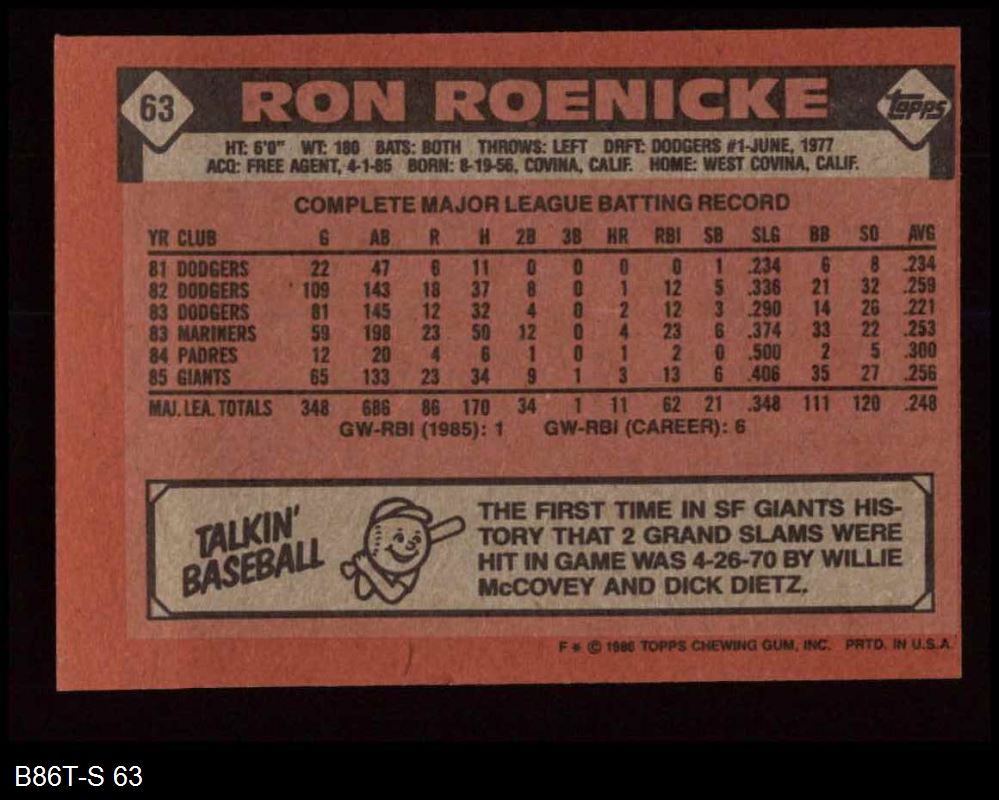 63 RON ROENICKE topps
HT: 6'0" WT: 180 BATS: BOTH THROWS: LEFT DRFT: DODGERS #1-JUNE, 1977
ACQ: FREE AGENT, 4-1-85 BORN: 8-19-56, COVINA, CALIF. HOME: WEST COVINA, CALIF.
COMPLETE MAJOR LEAGUE BATTING RECORD
YR CLUB G AB R H 2B 3B HR RBI SB SLG BB SO AVG
81 DODGERS 22 47 6 11 0 0 0 0 1 .234 6 8 .234
82 DODGERS 109 143 18 37 8 0 1 12 5 .336 21 32 .259
83 DODGERS 81 145 12 32 4 0 2 12 3 .290 14 26 .221
83 MARINERS 59 198 23 50 12 0 4 23 6 .374 33 22 .253
84 PADRES 12 20 4 6 1 0 1 2 0 .500 2 5 .300
85 GIANTS 65 133 23 34 9 1 3 13 6 .406 35 27 .256
MAJ. LEA. TOTALS 348 686 86 170 34 1 11 62 21 .348 111 120 .248
GW-RBI (1985): 1 GW-RBI (CAREER): 6
TALKIN'
BASEBALL
THE FIRST TIME IN SF GIANTS HIS-
TORY THAT 2 GRAND SLAMS WERE
HIT IN GAME WAS 4-26-70 BY WILLIE
McCOVEY AND DICK DIETZ.
F * © 1986 TOPPS CHEWING GUM, INC. PRTD. IN U.S.A.
B86T-S 63